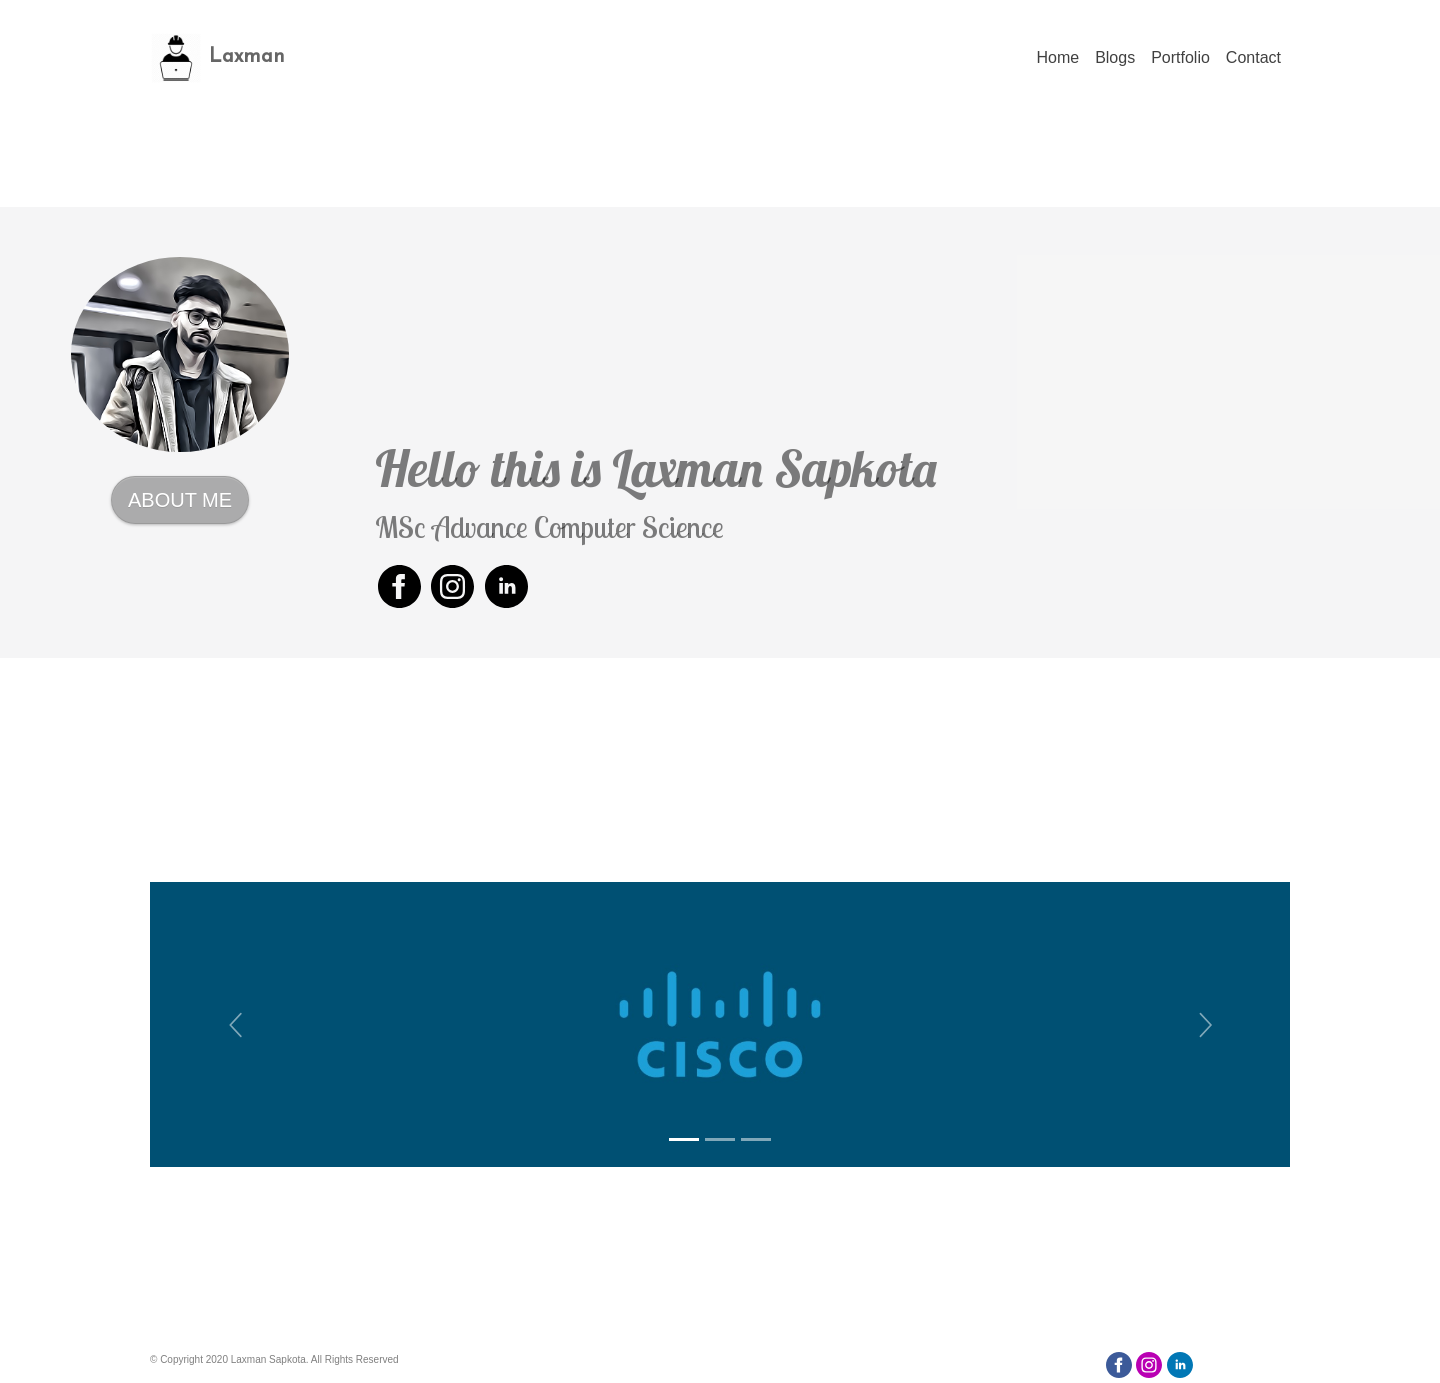 Laxman
Home Blogs Portfolio Contact
ABOUT ME
Hello this is Laxman Sapkota
MSc Advance Computer Science
CISCO
© Copyright 2020 Laxman Sapkota. All Rights Reserved